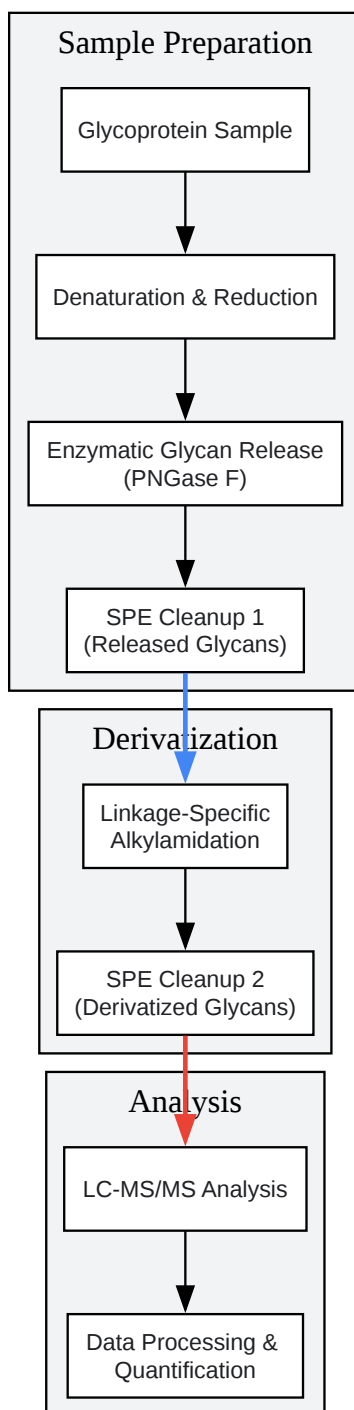 Sample Preparation
Glycoprotein Sample
Denaturation & Reduction
Enzymatic Glycan Release
(PNGase F)
SPE Cleanup 1
(Released Glycans)
Derivatization
Linkage-Specific
Alkylamidation
SPE Cleanup 2
(Derivatized Glycans)
Analysis
LC-MS/MS Analysis
Data Processing &
Quantification